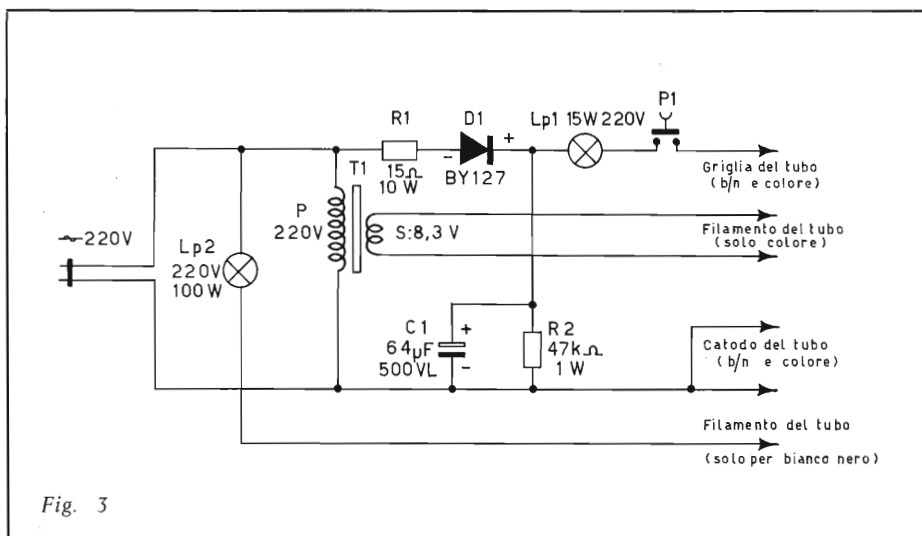 P1
R1
D1
Lp1 15W 220V
+
-
15Ω
10 W
BY127
T1
Griglia del tubo
(b/n e colore)
P
220V
S:8,3 V
Filamento del tubo
(solo colore)
~220V
Lp2
220V
100W
C1
+
64µF
500VL
-
R2
47kΩ
1 W
Catodo del tubo
(b/n e colore)
Filamento del tubo
(solo per bianco nero)
Fig. 3